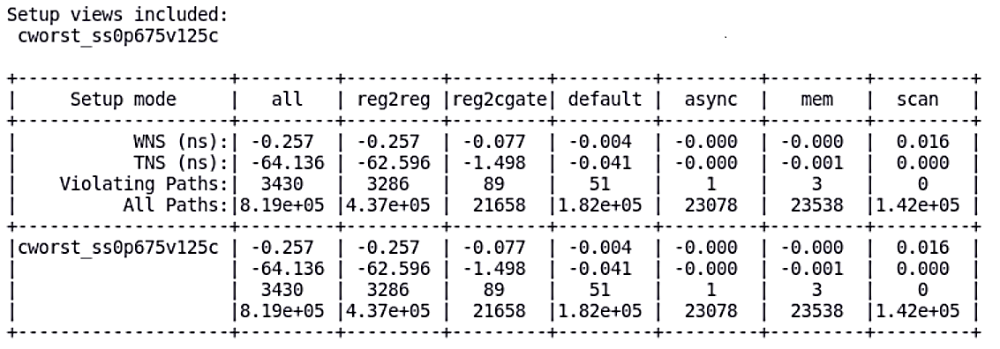 Setup views included:
 cworst_ss0p675v125c
+--------------------+---------+---------+---------+---------+---------+---------+---------+
|     Setup mode     |   all   | reg2reg |reg2cgate| default |  async  |   mem   |  scan   |
+--------------------+---------+---------+---------+---------+---------+---------+---------+
|           WNS (ns):| -0.257  | -0.257  | -0.077  | -0.004  | -0.000  | -0.000  |  0.016  |
|           TNS (ns):| -64.136 | -62.596 | -1.498  | -0.041  | -0.000  | -0.001  |  0.000  |
|    Violating Paths:|  3430   |  3286   |   89    |   51    |    1    |    3    |    0    |
|          All Paths:|8.19e+05 |4.37e+05 |  21658  |1.82e+05 |  23078  |  23538  |1.42e+05 |
+--------------------+---------+---------+---------+---------+---------+---------+---------+
|cworst_ss0p675v125c | -0.257  | -0.257  | -0.077  | -0.004  | -0.000  | -0.000  |  0.016  |
|                    | -64.136 | -62.596 | -1.498  | -0.041  | -0.000  | -0.001  |  0.000  |
|                    |  3430   |  3286   |   89    |   51    |    1    |    3    |    0    |
|                    |8.19e+05 |4.37e+05 |  21658  |1.82e+05 |  23078  |  23538  |1.42e+05 |
+--------------------+---------+---------+---------+---------+---------+---------+---------+